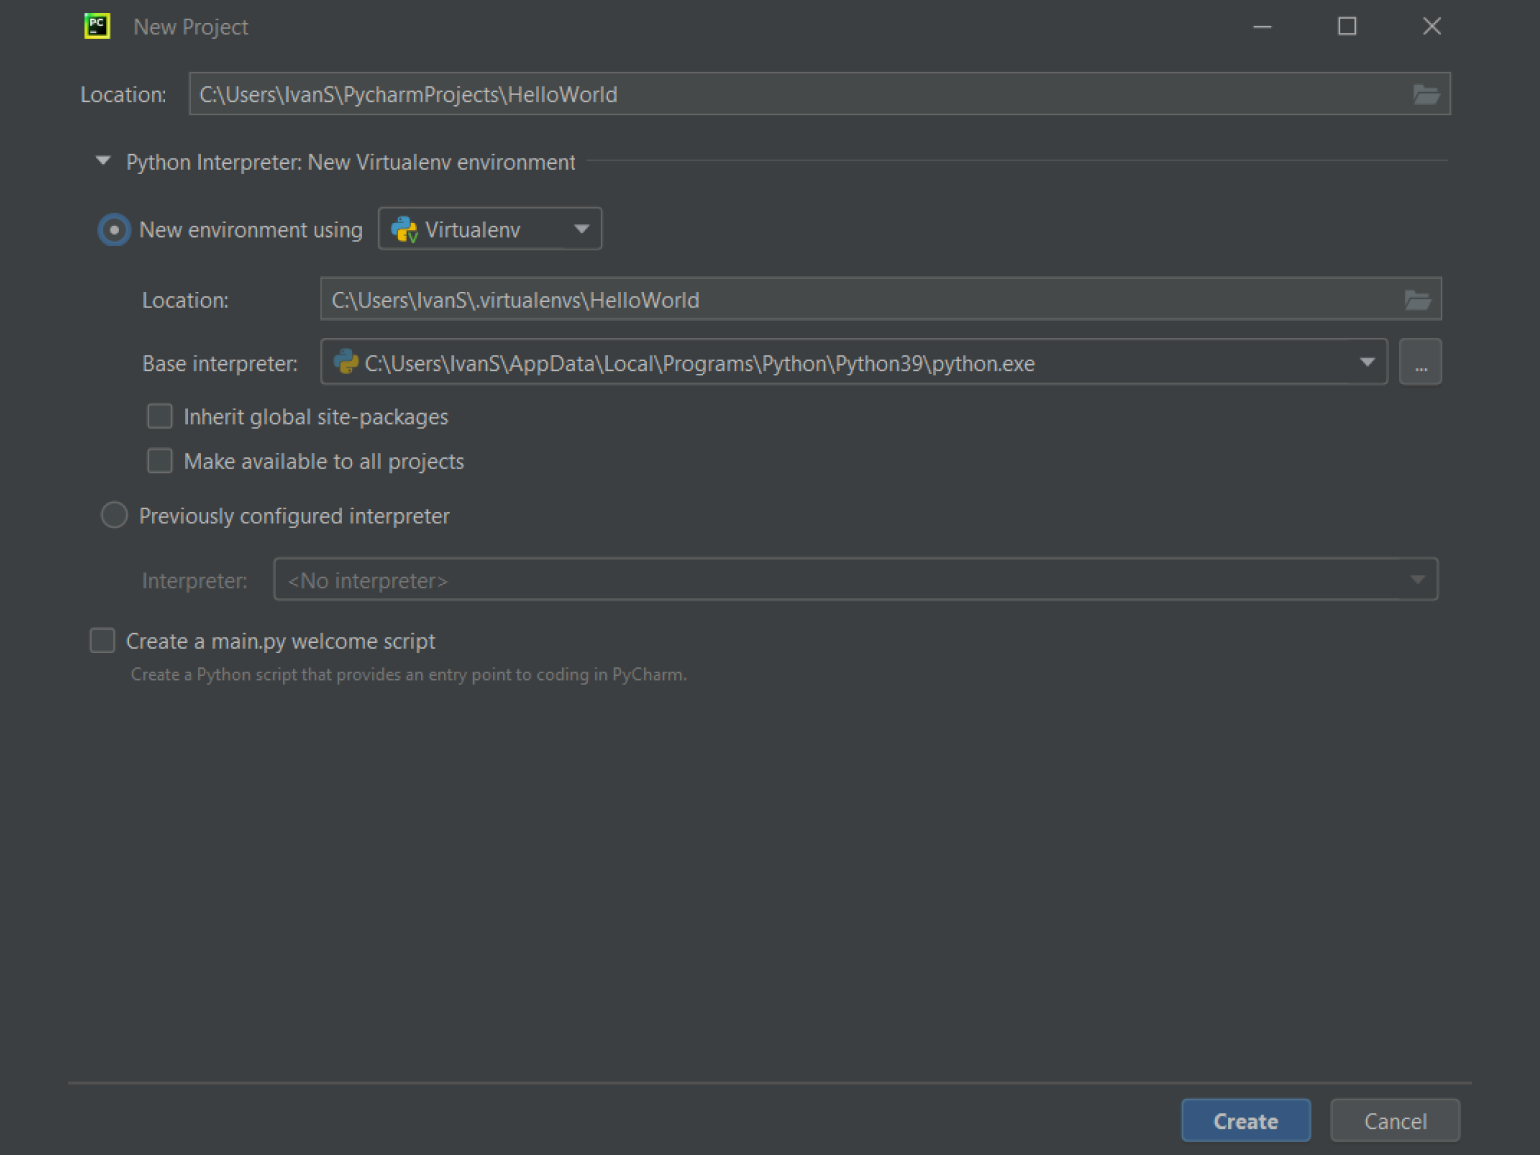 PC New Project
Location: C:\Users\IvanS\PycharmProjects\HelloWorld
Python Interpreter: New Virtualenv environment
New environment using Virtualenv
Location: C:\Users\IvanS\.virtualenvs\HelloWorld
Base interpreter: C:\Users\IvanS\AppData\Local\Programs\Python\Python39\python.exe ...
Inherit global site-packages
Make available to all projects
Previously configured interpreter
Interpreter: <No interpreter>
Create a main.py welcome script
Create a Python script that provides an entry point to coding in PyCharm.
Create Cancel